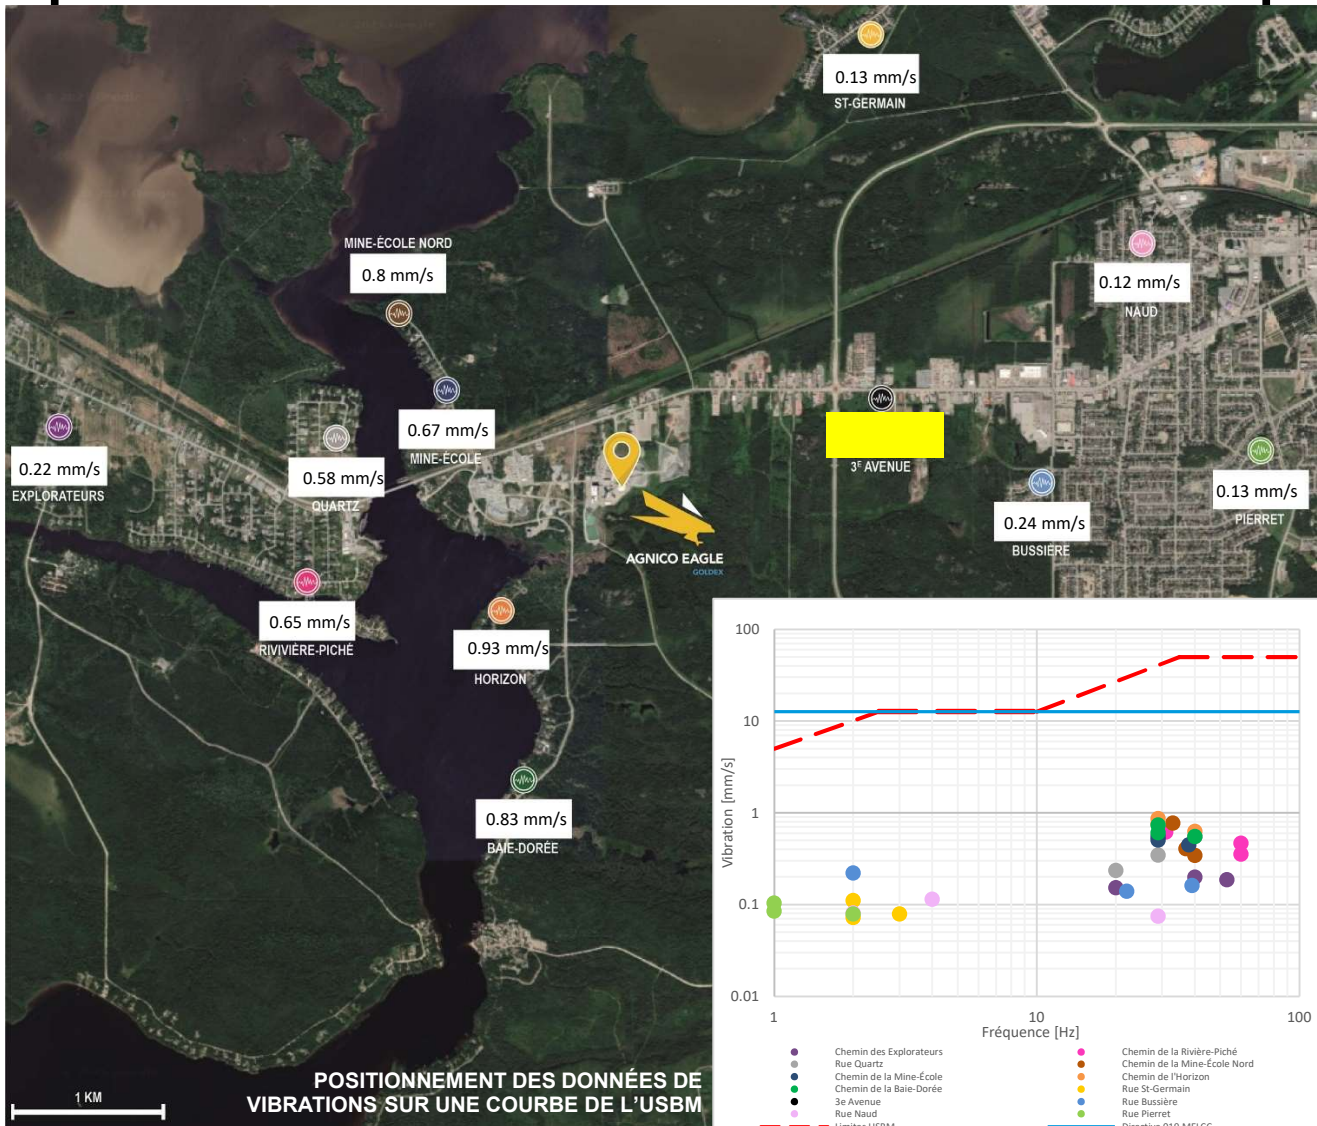 0.13 mm/s
ST-GERMAIN
MINE-ÉCOLE NORD
0.8 mm/s
0.12 mm/s
NAUD
0.67 mm/s
MINE-ÉCOLE
0.22 mm/s
EXPLORATEURS
0.58 mm/s
QUARTZ
3E AVENUE
0.13 mm/s
PIERRET
0.24 mm/s
BUSSIÈRE
AGNICO EAGLE
GOLDEX
0.65 mm/s
RIVIVIÈRE-PICHÉ
0.93 mm/s
HORIZON
0.83 mm/s
BAIE-DORÉE
100
10
1
0.1
0.01
Vibration [mm/s]
1
10
100
Fréquence [Hz]
Chemin des Explorateurs
Chemin de la Rivière-Piché
Rue Quartz
Chemin de la Mine-École Nord
Chemin de la Mine-École
Chemin de l'Horizon
Chemin de la Baie-Dorée
Rue St-Germain
3e Avenue
Rue Bussière
Rue Naud
Rue Pierret
Limites USBM
Directive 019 MELCC
POSITIONNEMENT DES DONNÉES DE
VIBRATIONS SUR UNE COURBE DE L'USBM
1 KM